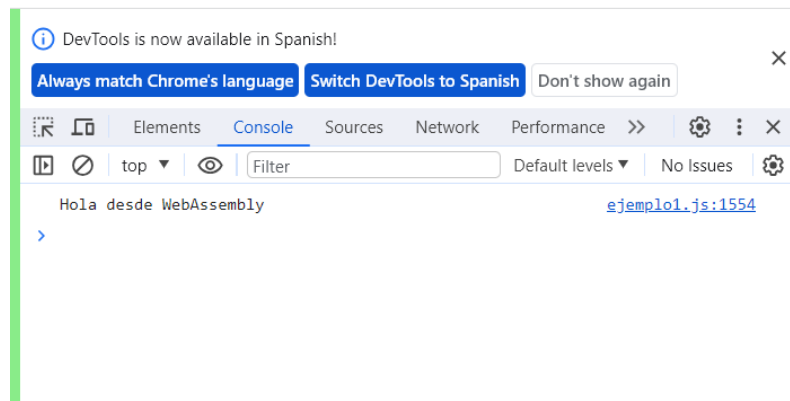 DevTools is now available in Spanish!
Always match Chrome's language Switch DevTools to Spanish Don't show again
Elements Console Sources Network Performance
top Filter Default levels No Issues
Hola desde WebAssembly ejemplo1.js:1554